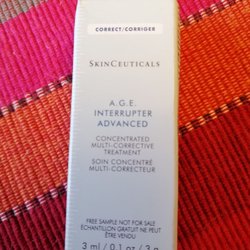 CORRECT/CORRIGER
SKINCEUTICALS
A.G.E.
INTERRUPTER
ADVANCED
CONCENTRATED
MULTI-CORRECTIVE
TREATMENT
SOIN CONCENTRÉ
MULTI-CORRECTEUR
FREE SAMPLE NOT FOR SALE
ÉCHANTILLON GRATUIT NE PEUT
ÊTRE VENDU
3 ml / 0.1 oz / 3 g